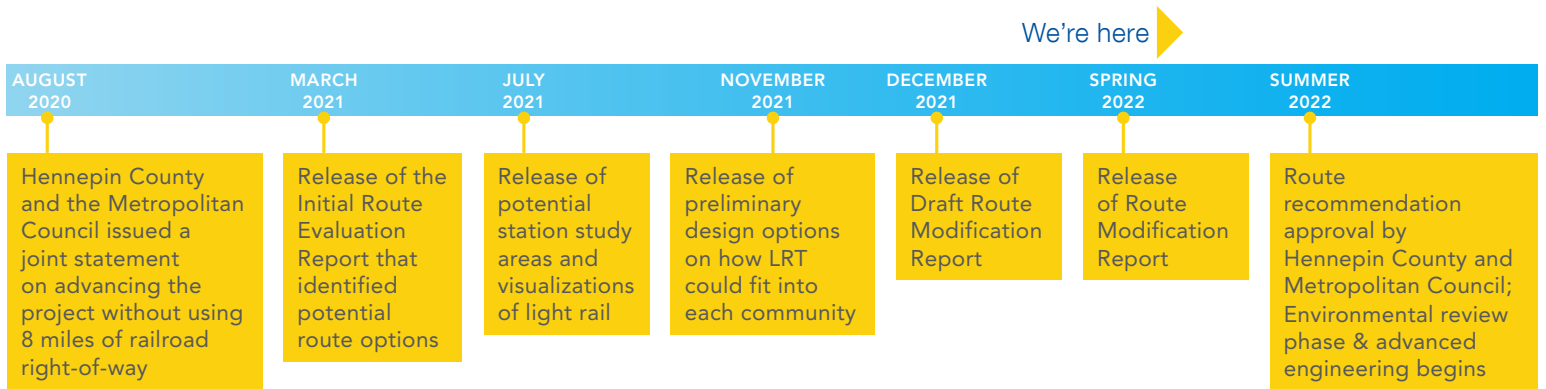 We're here
AUGUST
2020
MARCH
2021
JULY
2021
NOVEMBER
2021
DECEMBER
2021
SPRING
2022
SUMMER
2022
Hennepin County
and the Metropolitan
Council issued a
joint statement
on advancing the
project without using
8 miles of railroad
right-of-way
Release of the
Initial Route
Evaluation
Report that
identified
potential
route options
Release of
potential
station study
areas and
visualizations
of light rail
Release of
preliminary
design options
on how LRT
could fit into
each community
Release of
Draft Route
Modification
Report
Release
of Route
Modification
Report
Route
recommendation
approval by
Hennepin County and
Metropolitan Council;
Environmental review
phase & advanced
engineering begins